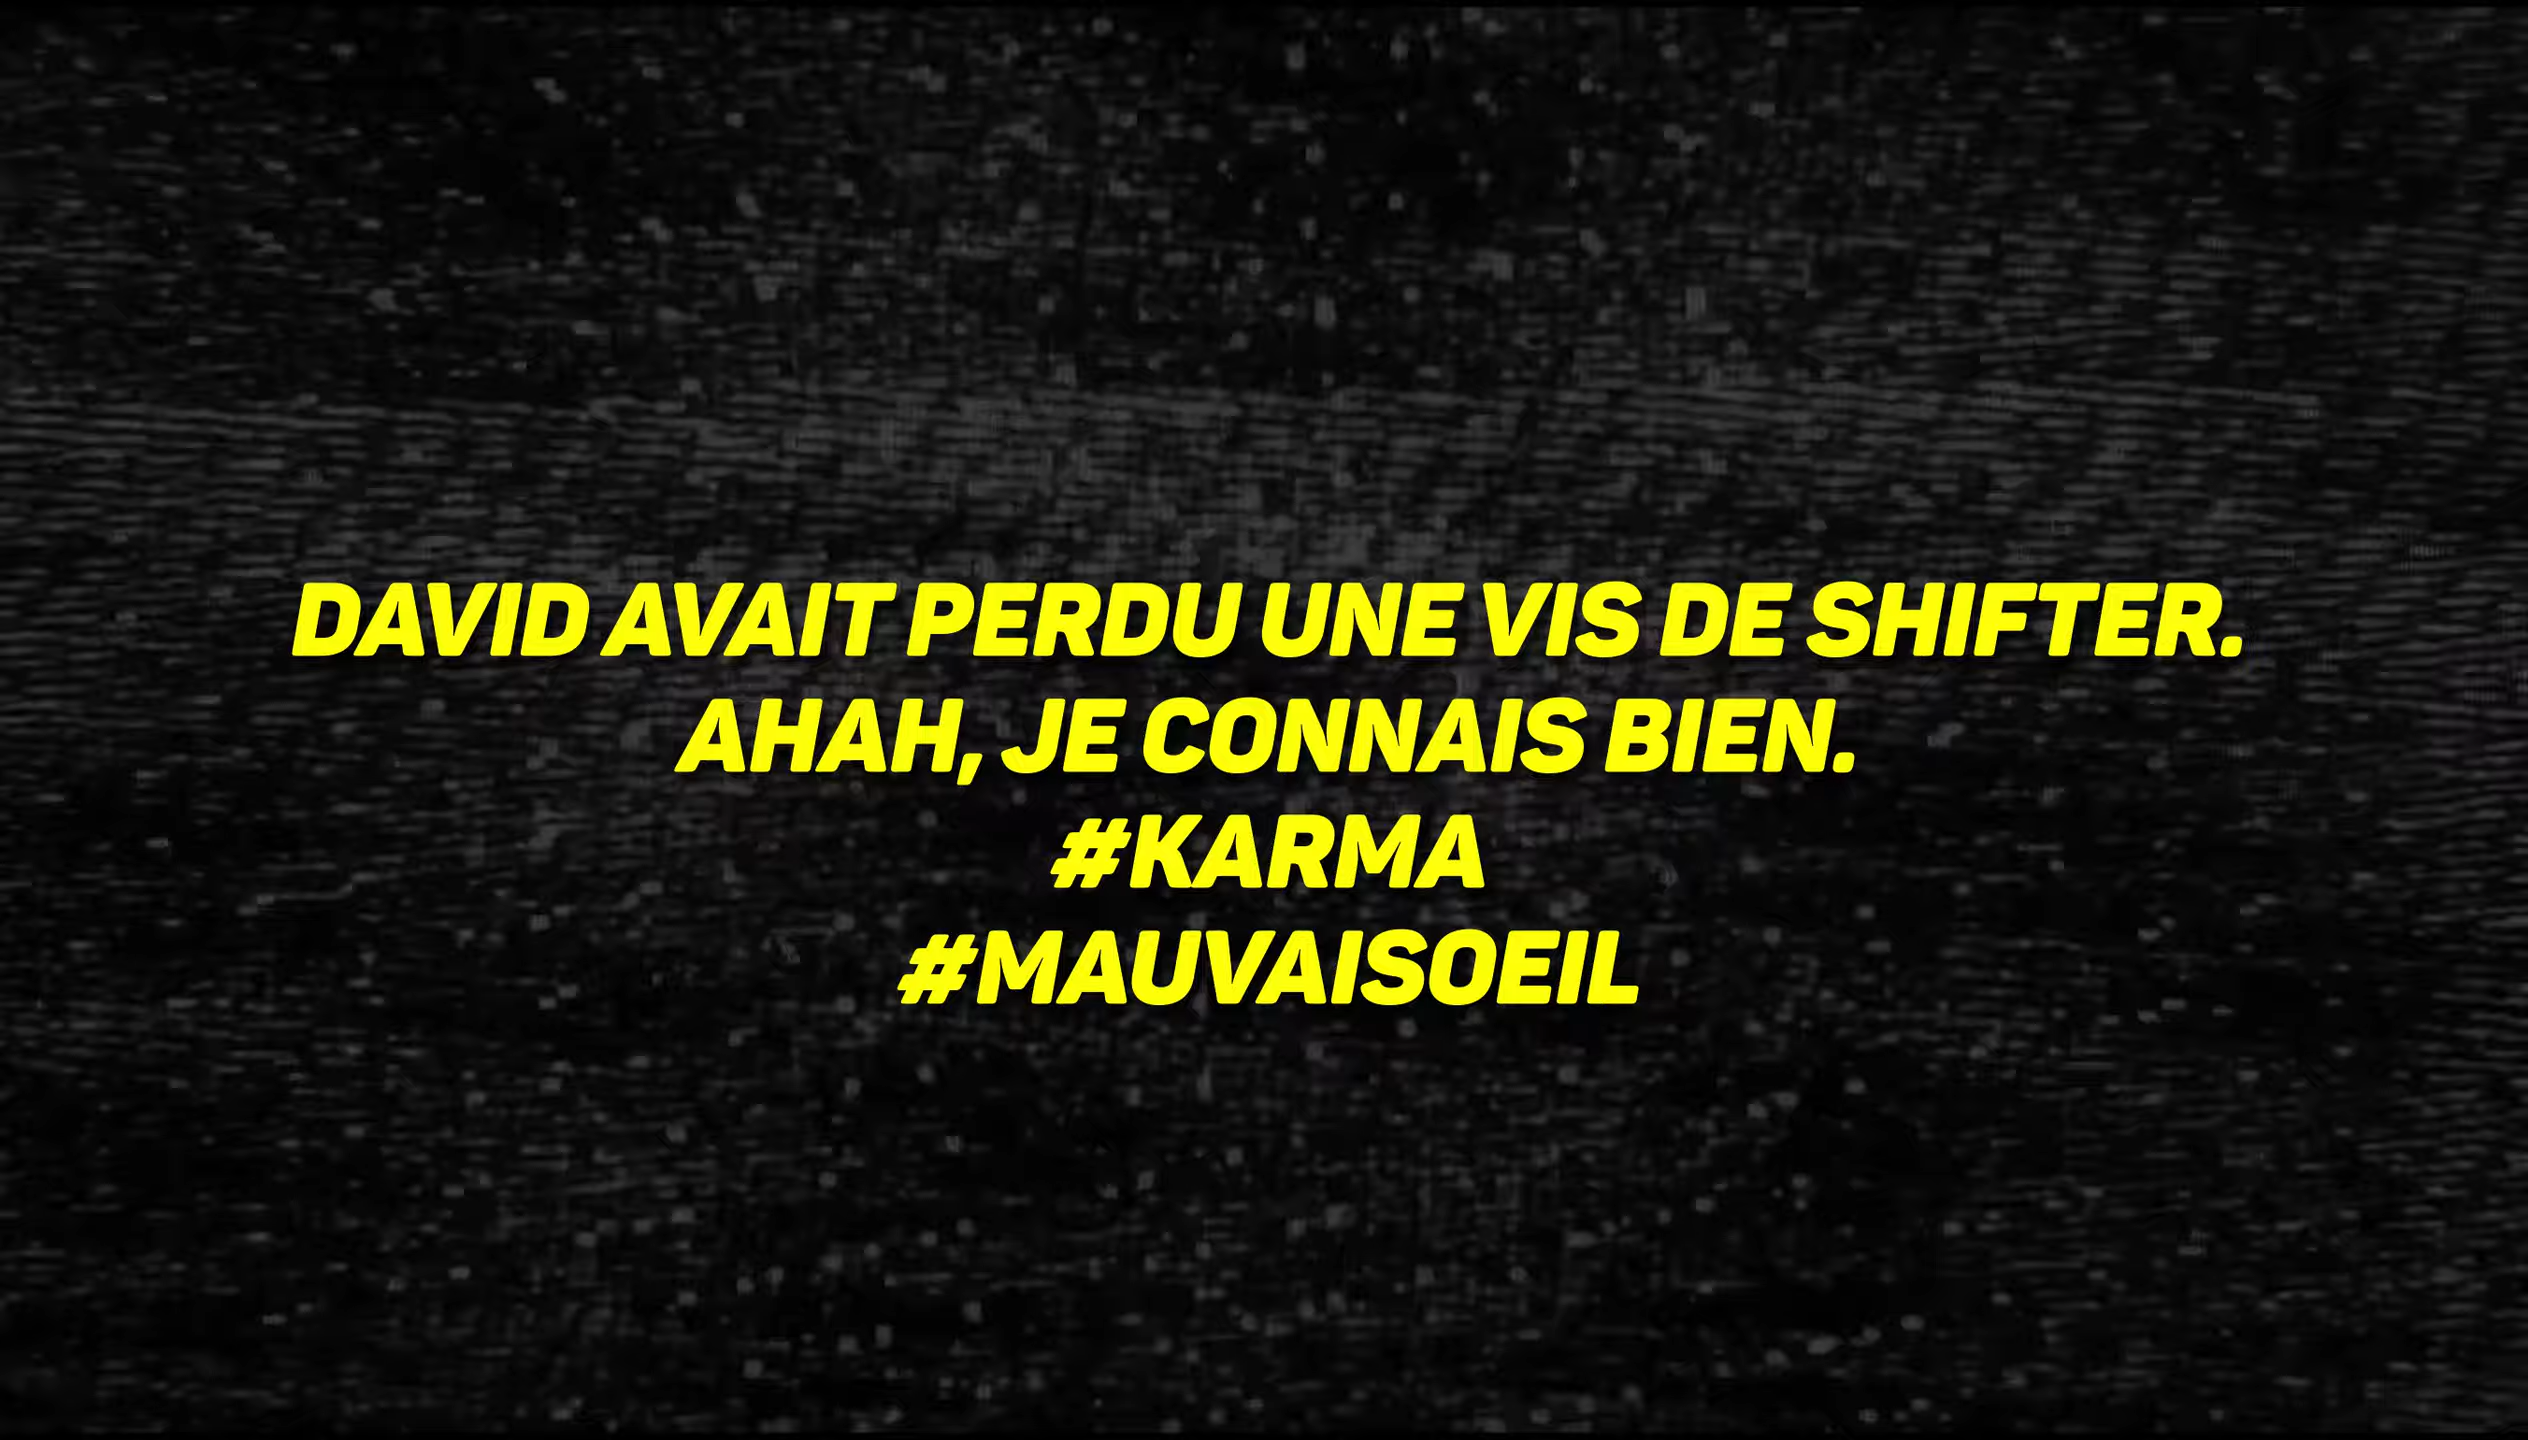 DAVID AVAIT PERDU UNE VIS DE SHIFTER.
AHAH, JE CONNAIS BIEN.
#KARMA
#MAUVAISOEIL